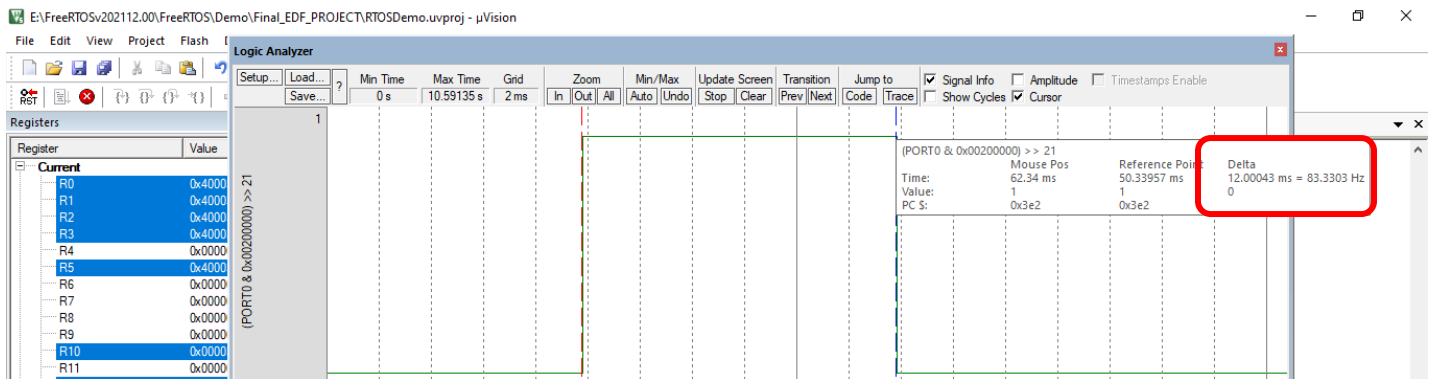 E:\FreeRTOSv202112.00\FreeRTOS\Demo\Final_EDF_PROJECT\RTOSDemo.uvproj - µVision
File Edit View Project Flash
Logic Analyzer
Setup... Load... ? Min Time Max Time Grid Zoom Min/Max Update Screen Transition Jump to Signal Info Amplitude Timestamps Enable
Save... 0 s 10.59135 s 2 ms In Out All Auto Undo Stop Clear Prev Next Code Trace Show Cycles Cursor
RST
Registers
Register Value
Current
R0 0x4000
R1 0x4000
R2 0x4000
R3 0x4000
R4 0x0000
R5 0x4000
R6 0x0000
R7 0x0000
R8 0x0000
R9 0x0000
R10 0x0000
R11 0x0000
1
(PORT0 & 0x00200000) >> 21
(PORT0 & 0x00200000) >> 21
Mouse Pos Reference Point Delta
Time: 62.34 ms 50.33957 ms 12.00043 ms = 83.3303 Hz
Value: 1 1 0
PC $: 0x3e2 0x3e2